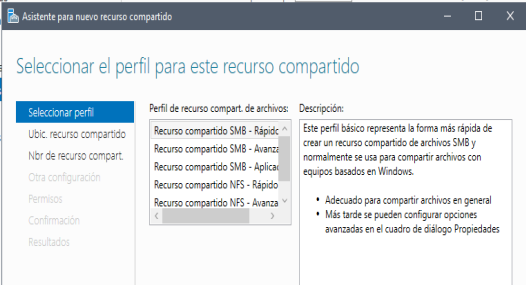 Asistente para nuevo recurso compartido
Seleccionar el perfil para este recurso compartido
Seleccionar perfil
Ubic. recurso compartido
Nbr de recurso compart.
Otra configuración
Permisos
Confirmación
Resultados
Perfil de recurso compart. de archivos:
Recurso compartido SMB - Rápido
Recurso compartido SMB - Avanza
Recurso compartido SMB - Aplicac
Recurso compartido NFS - Rápido
Recurso compartido NFS - Avanza
Descripción:
Este perfil básico representa la forma más rápida de
crear un recurso compartido de archivos SMB y
normalmente se usa para compartir archivos con
equipos basados en Windows.
• Adecuado para compartir archivos en general
• Más tarde se pueden configurar opciones
avanzadas en el cuadro de diálogo Propiedades